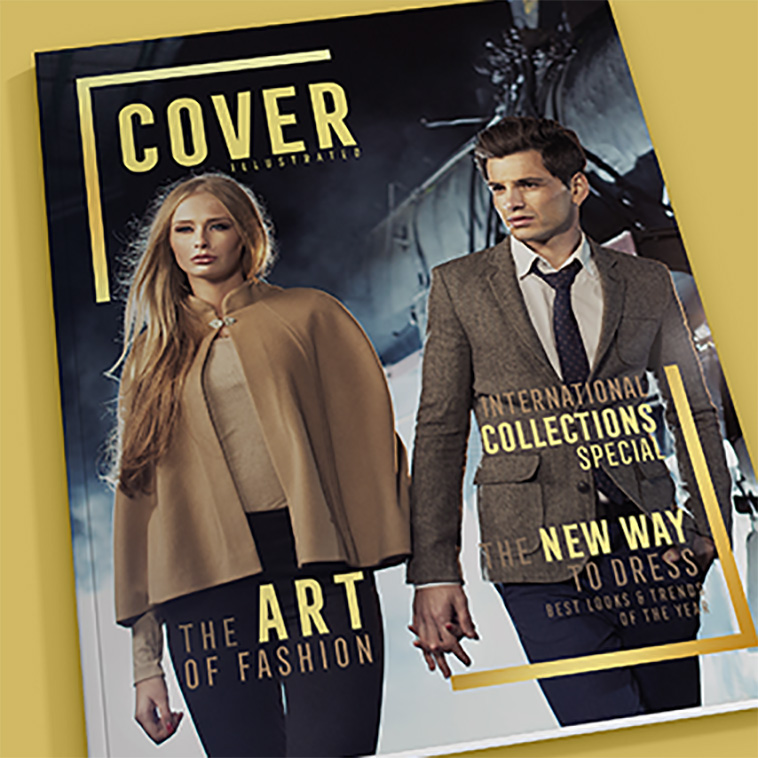 COVER
ILLUSTRATED
INTERNATIONAL
COLLECTIONS
SPECIAL
THE NEW WAY
TO DRESS
BEST LOOKS & TRENDS
OF THE YEAR
THE ART
OF FASHION